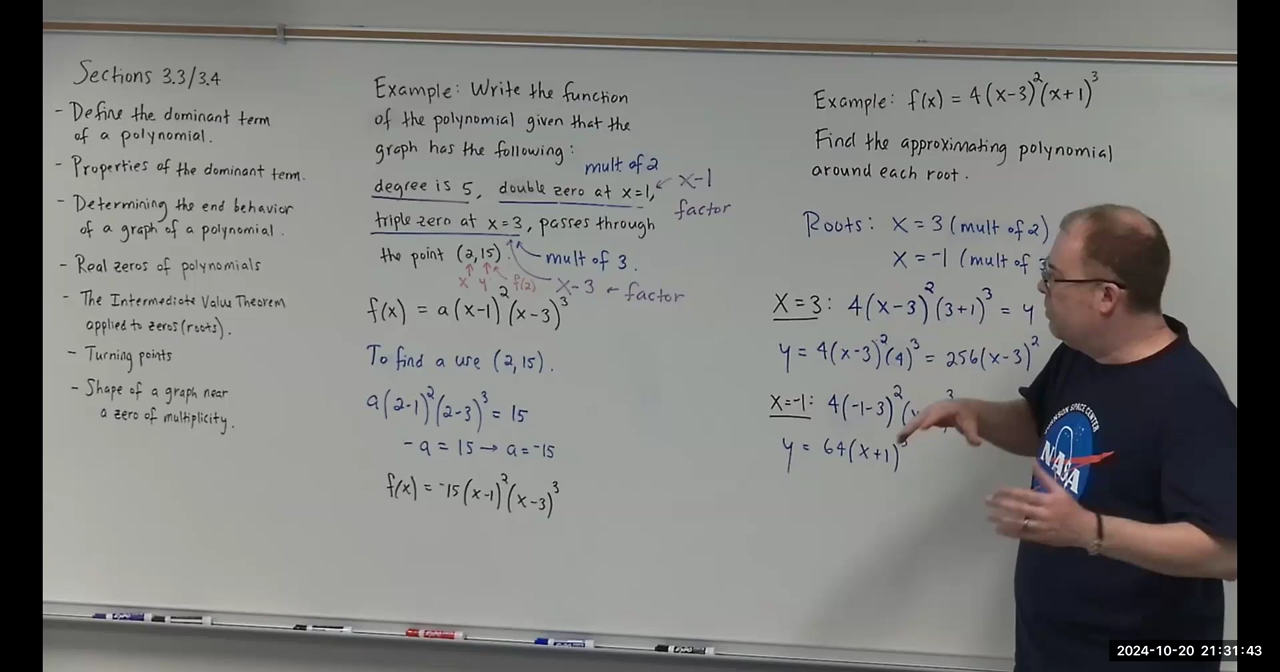 Sections 3.3/3.4
- Define the dominant term
of a polynomial.
- Properties of the dominant term.
- Determining the end behavior
of a graph of a polynomial.
- Real zeros of polynomials
- The Intermediate Value Theorem
applied to zeros (roots).
- Turning points
- Shape of a graph near
a zero of multiplicity.
Example: Write the function
of the polynomial given that the
graph has the following:
mult of 2
degree is 5, double zero at x=1, ← x-1
factor
triple zero at x=3, passes through
the point (2,15).
mult of 3.
x y f(2)
x-3 ← factor
f(x) = a(x-1)²(x-3)³
To find a use (2,15).
a(2-1)²(2-3)³ = 15
-a = 15 → a = -15
f(x) = -15(x-1)²(x-3)³
Example: f(x) = 4(x-3)²(x+1)³
Find the approximating polynomial
around each root.
Roots: x = 3 (mult of 2)
x = -1 (mult of 3
x=3: 4(x-3)²(3+1)³ = y
y = 4(x-3)²(4)³ = 256(x-3)²
x=-1: 4(-1-3)²(
y = 64(x+1)³
SPACE CENTER
NASA
2024-10-20 21:31:43